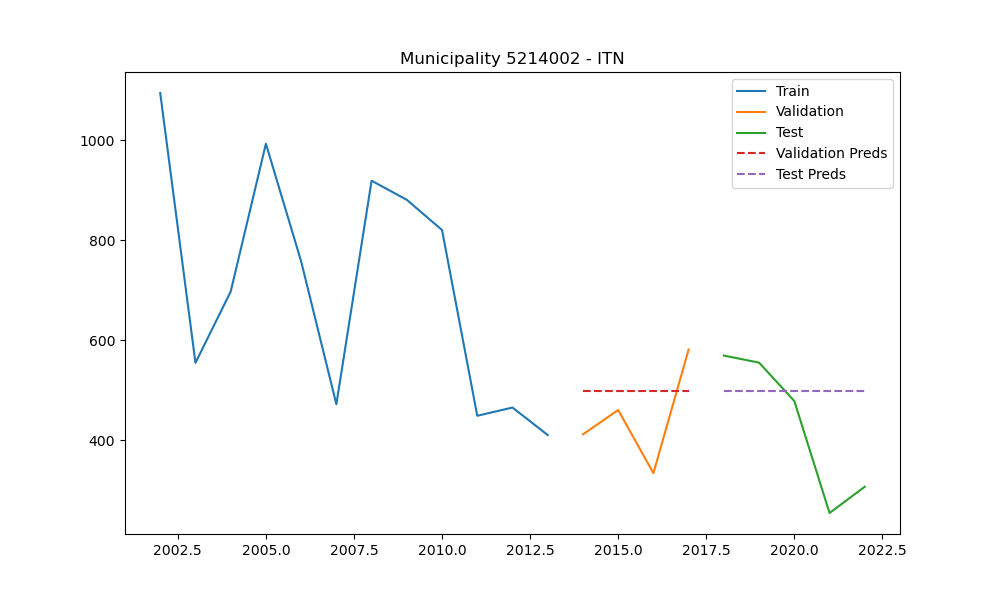 Municipality 5214002 - ITN
Train
Validation
Test
Validation Preds
Test Preds
1000
800
600
400
2002.5 2005.0 2007.5 2010.0 2012.5 2015.0 2017.5 2020.0 2022.5